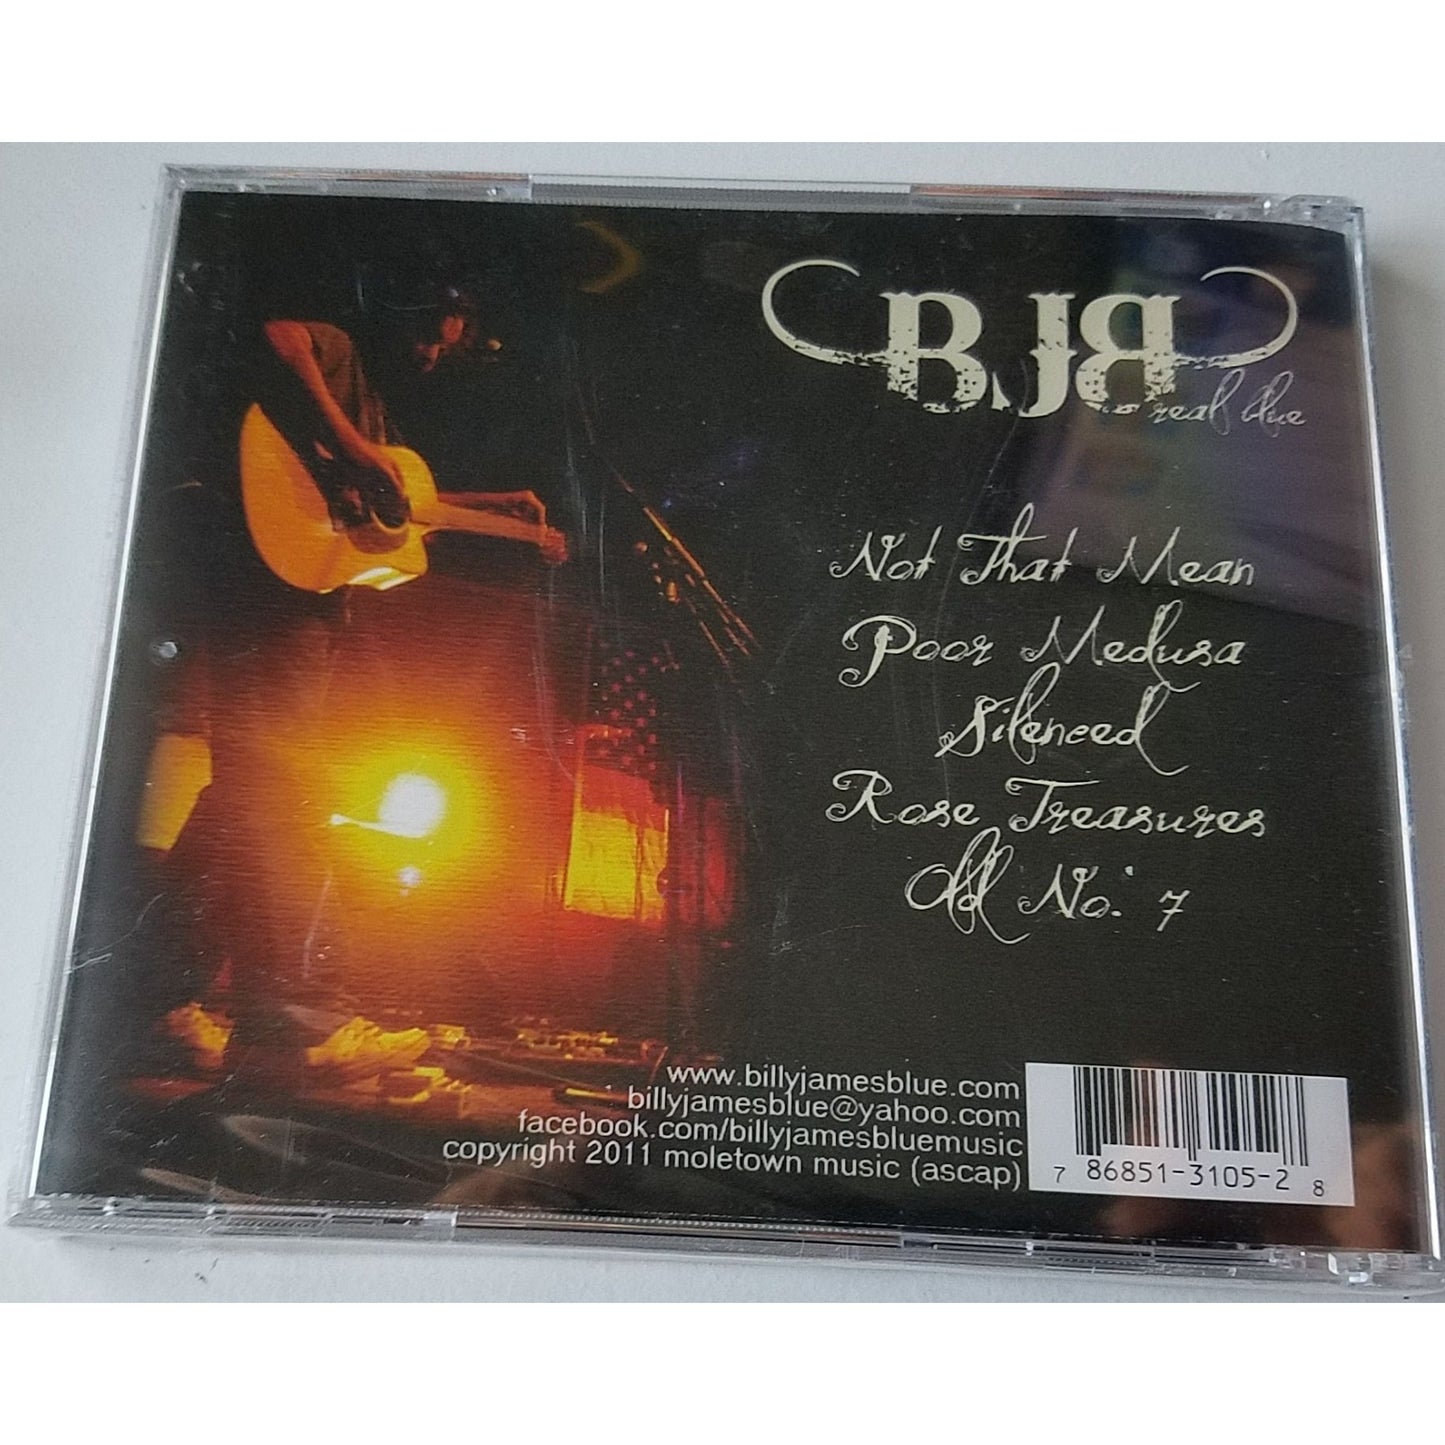 BJB
real blue
Not That Mean
Poor Medusa
Silenced
Rose Treasures
Old No. 7
www.billyjamesblue.com
billyjamesblue@yahoo.com
facebook.com/billyjamesbluemusic
copyright 2011 moletown music (ascap)
7 86851-3105-2 8